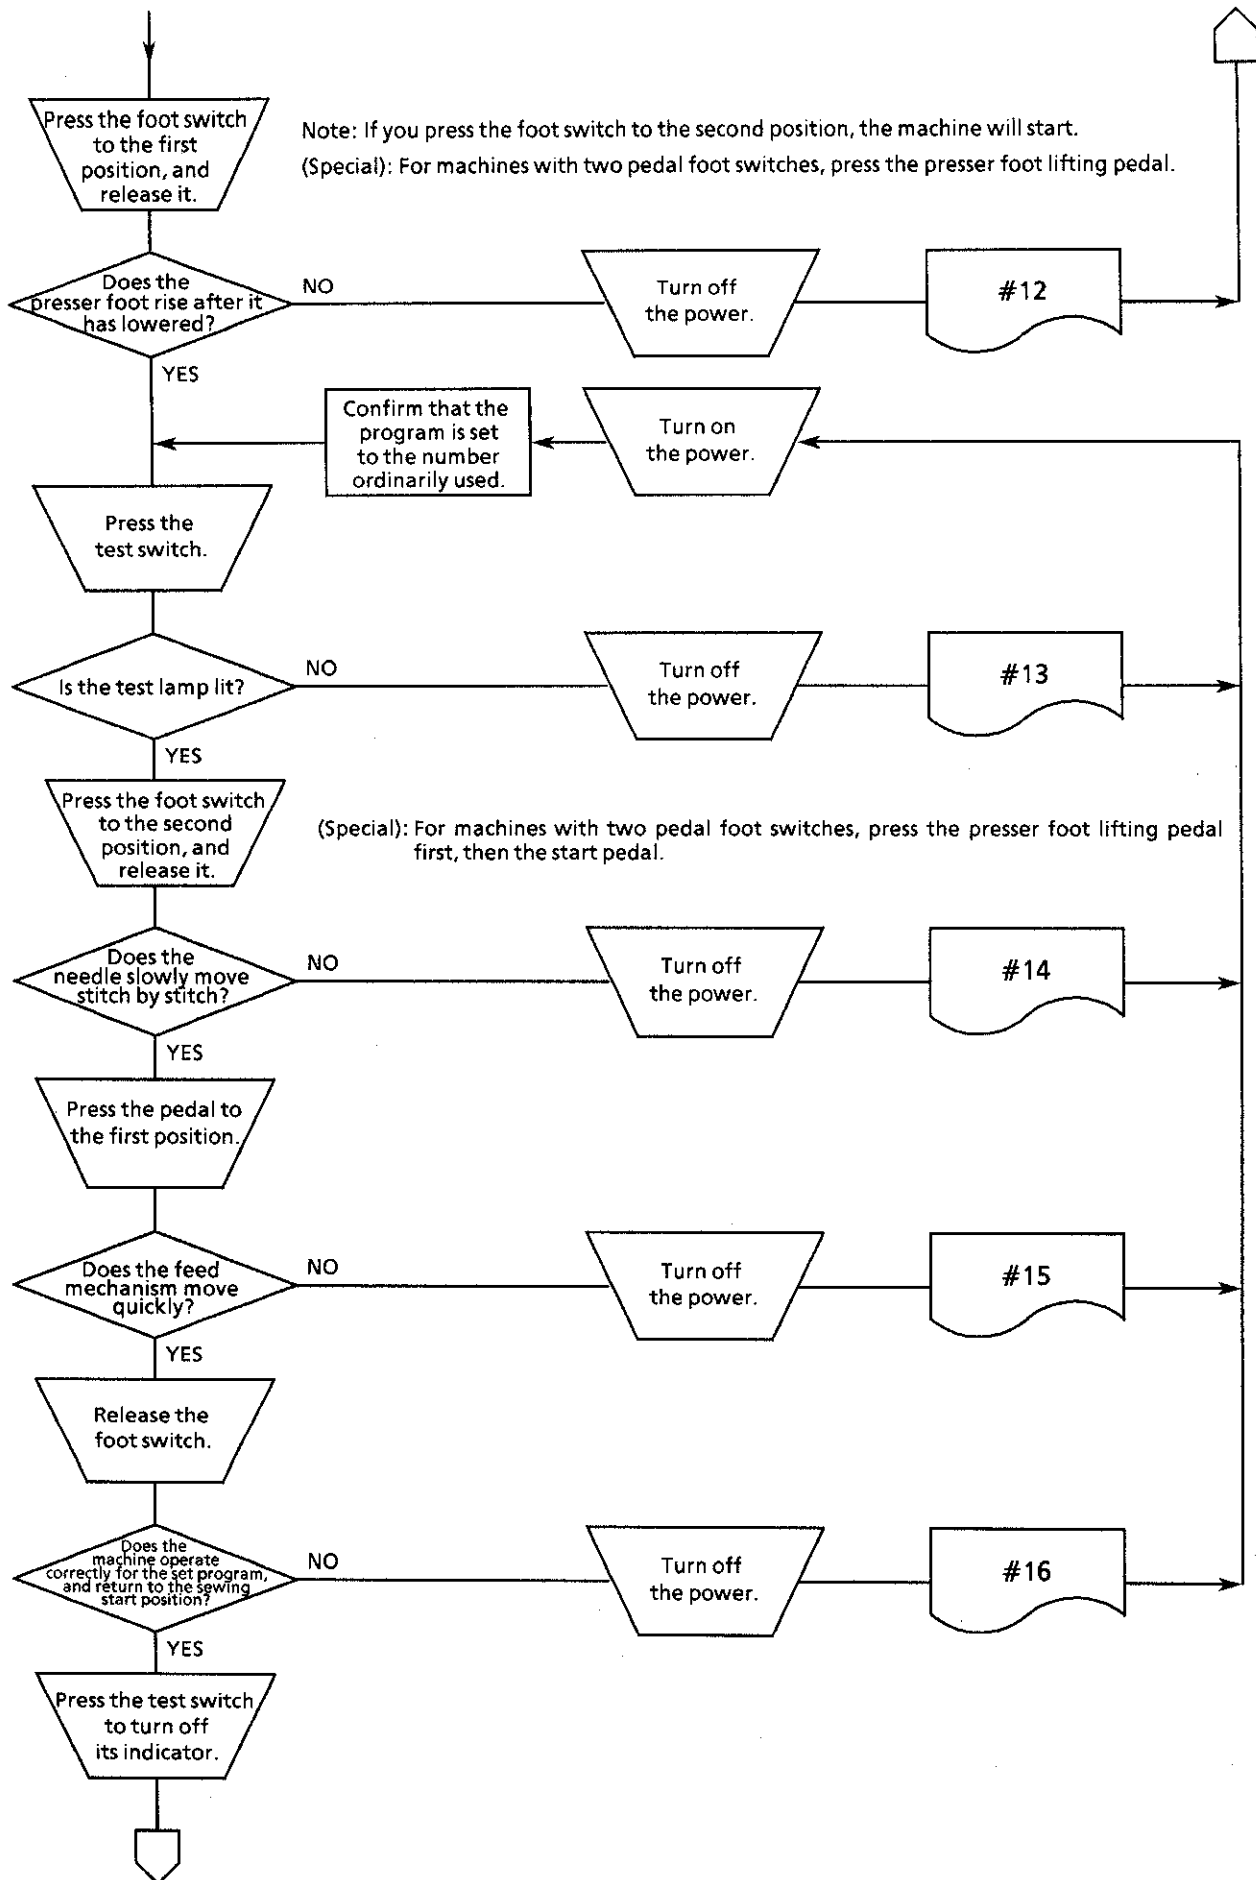 Press the foot switch
to the first
position, and
release it.
Note: If you press the foot switch to the second position, the machine will start.
(Special): For machines with two pedal foot switches, press the presser foot lifting pedal.
Does the
presser foot rise after it
has lowered?
NO
Turn off
the power.
#12
YES
Confirm that the
program is set
to the number
ordinarily used.
Turn on
the power.
Press the
test switch.
Is the test lamp lit?
NO
Turn off
the power.
#13
YES
Press the foot switch
to the second
position, and
release it.
(Special): For machines with two pedal foot switches, press the presser foot lifting pedal
first, then the start pedal.
Does the
needle slowly move
stitch by stitch?
NO
Turn off
the power.
#14
YES
Press the pedal to
the first position.
Does the feed
mechanism move
quickly?
NO
Turn off
the power.
#15
YES
Release the
foot switch.
Does the
machine operate
correctly for the set program,
and return to the sewing
start position?
NO
Turn off
the power.
#16
YES
Press the test switch
to turn off
its indicator.